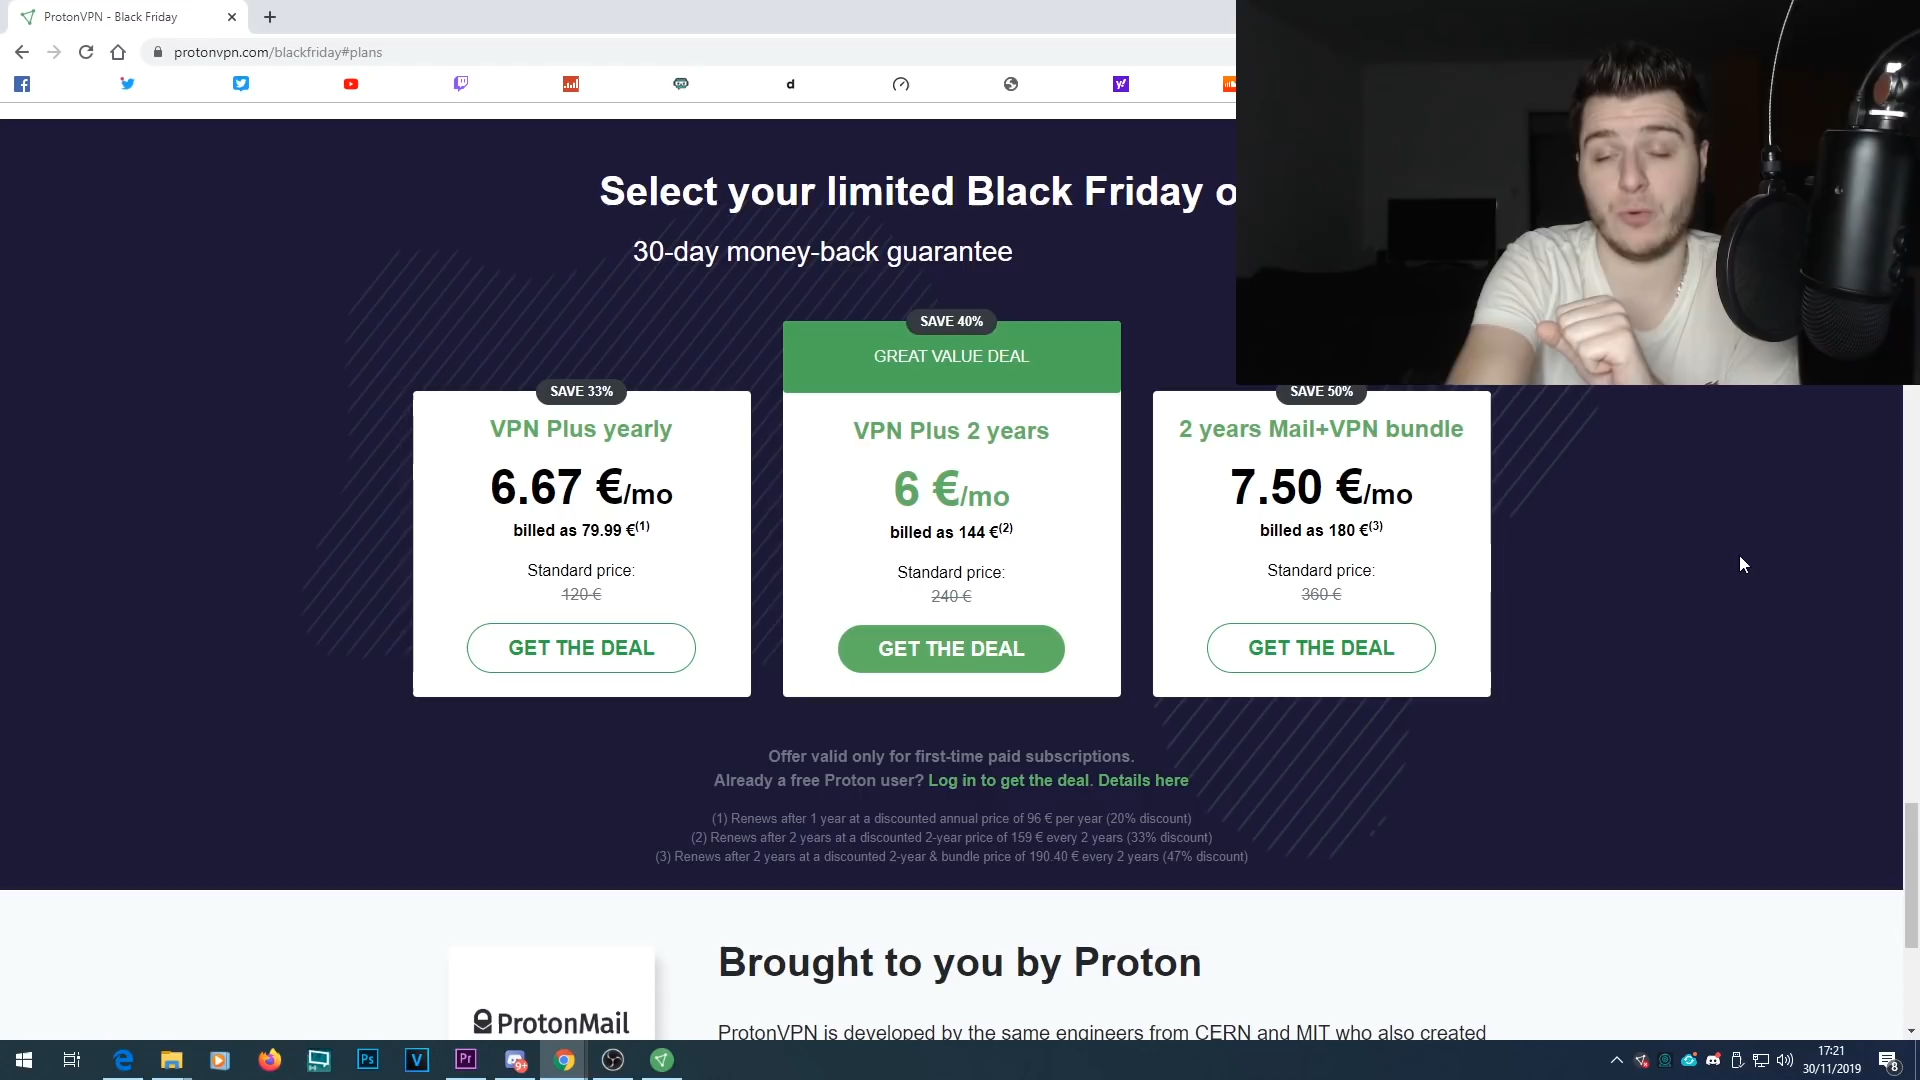 ProtonVPN - Black Friday
protonvpn.com/blackfriday#plans
Select your limited Black Friday o
30-day money-back guarantee
SAVE 33%
VPN Plus yearly
6.67 €/mo
billed as 79.99 €(1)
Standard price:
120 €
GET THE DEAL
SAVE 40%
GREAT VALUE DEAL
VPN Plus 2 years
6 €/mo
billed as 144 €(2)
Standard price:
240 €
GET THE DEAL
SAVE 50%
2 years Mail+VPN bundle
7.50 €/mo
billed as 180 €(3)
Standard price:
360 €
GET THE DEAL
Offer valid only for first-time paid subscriptions.
Already a free Proton user? Log in to get the deal. Details here
(1) Renews after 1 year at a discounted annual price of 96 € per year (20% discount)
(2) Renews after 2 years at a discounted 2-year price of 159 € every 2 years (33% discount)
(3) Renews after 2 years at a discounted 2-year & bundle price of 190.40 € every 2 years (47% discount)
Brought to you by Proton
ProtonMail
ProtonVPN is developed by the same engineers from CERN and MIT who also created
Ps
V
Pr
9+
17:21
30/11/2019
8